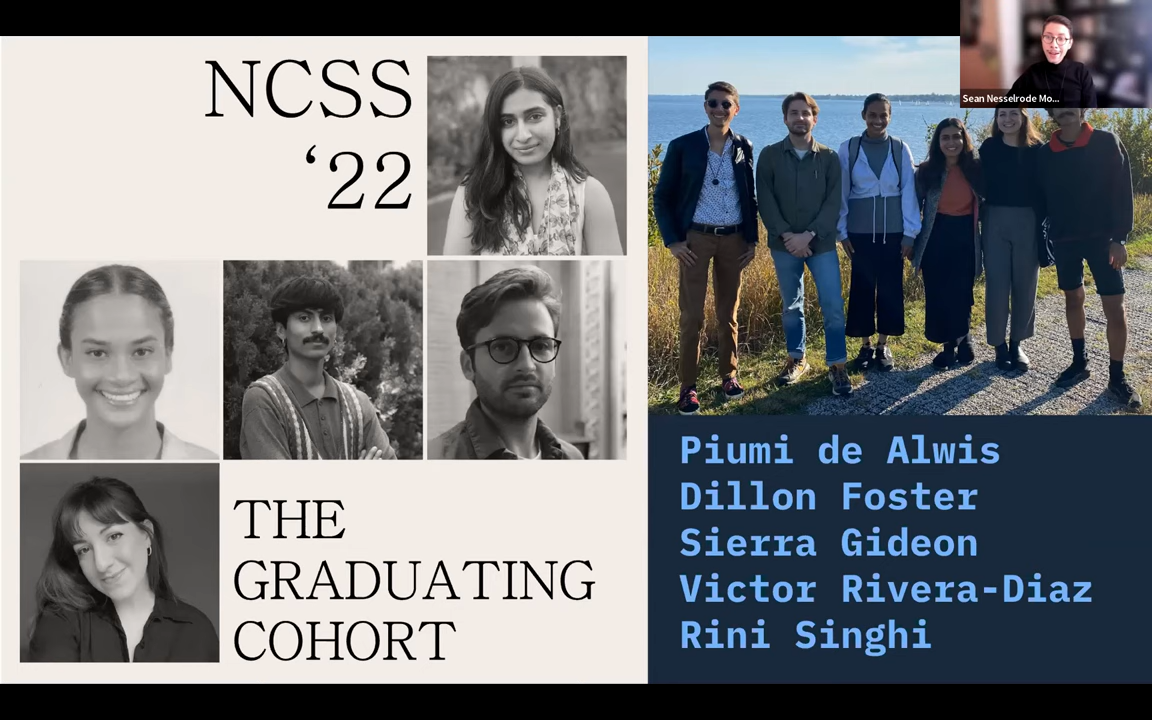 NCSS
‘22
THE
GRADUATING
COHORT
Sean Nesselrode Mo...
Piumi de Alwis
Dillon Foster
Sierra Gideon
Victor Rivera-Diaz
Rini Singhi